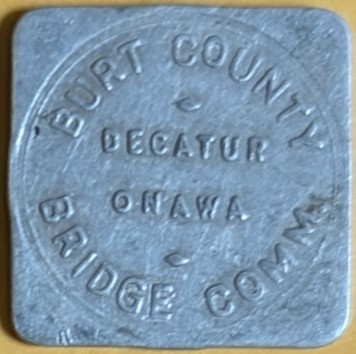 BURT COUNTY
DECATUR
ONAWA
BRIDGE COMM.